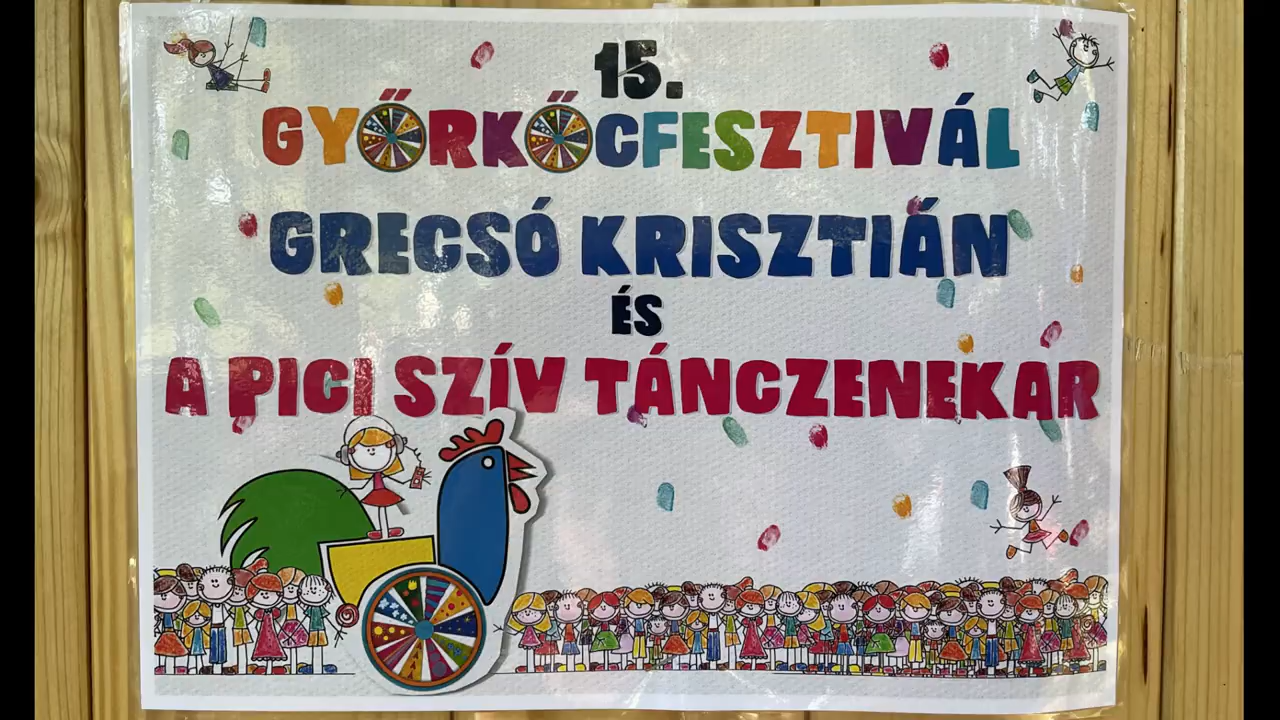 15.
GYŐRKŐCFESZTIVÁL
GRECSÓ KRISZTIÁN
ÉS
A PICI SZÍV TÁNCZENEKAR